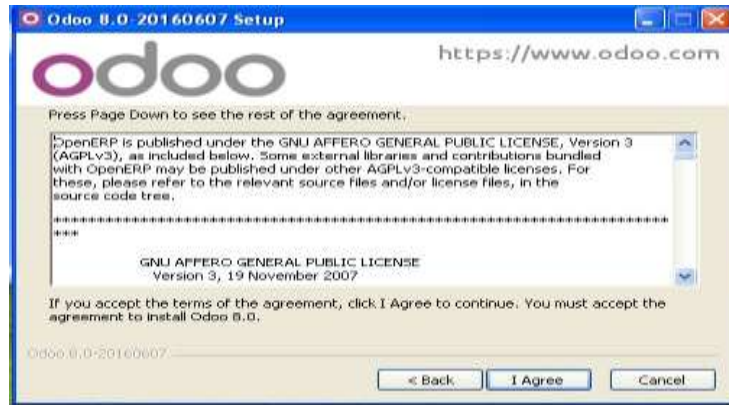 Odoo 8.0-20160607 Setup
odoo
https://www.odoo.com
Press Page Down to see the rest of the agreement.
OpenERP is published under the GNU AFFERO GENERAL PUBLIC LICENSE, Version 3
(AGPLv3), as included below. Some external libraries and contributions bundled
with OpenERP may be published under other AGPLv3-compatible licenses. For
these, please refer to the relevant source files and/or license files, in the
source code tree.
**************************************************************************
***
GNU AFFERO GENERAL PUBLIC LICENSE
Version 3, 19 November 2007
If you accept the terms of the agreement, click I Agree to continue. You must accept the
agreement to install Odoo 8.0.
Odoo 8.0-20160607
< Back
I Agree
Cancel